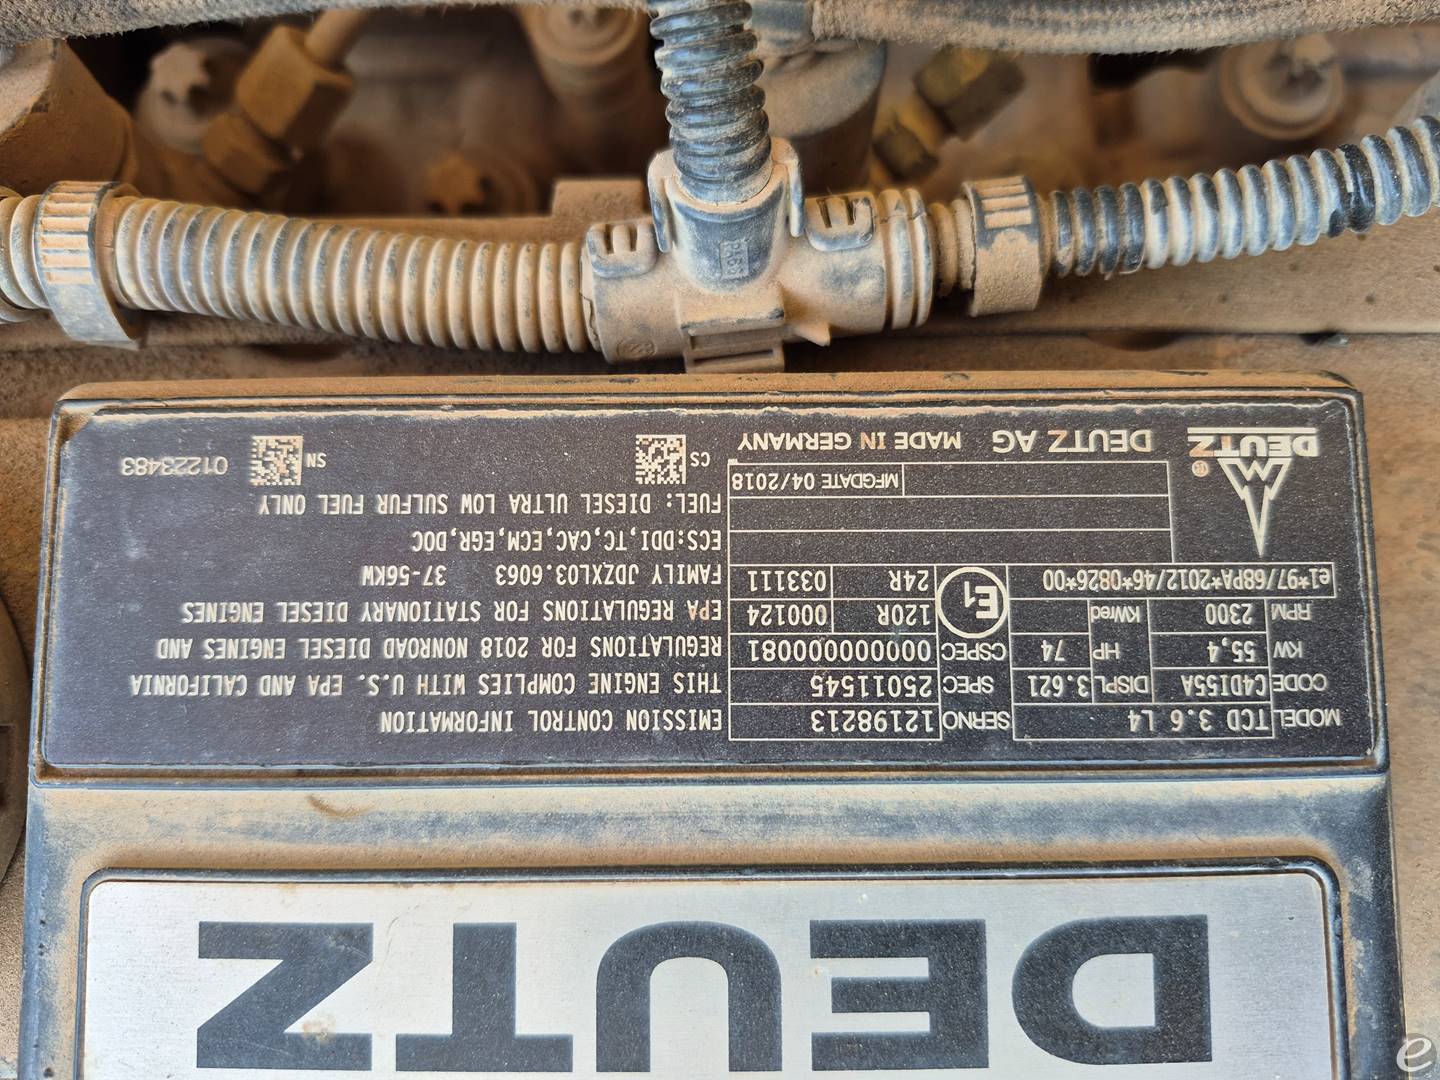 DEUTZ
MODEL TCD 3.6 L4
CODE C4DI55A DISPL 3.621
KW 55,4 HP 74
RPM 2300 KWred
e1*97/68PA*2012/46*0826*00
SERNO 12198213
SPEC 25011545
CSPEC 0000000000081
E1 120R 000124
24R 033111
MFGDATE 04/2018
DEUTZ ®
DEUTZ AG MADE IN GERMANY
EMISSION CONTROL INFORMATION
THIS ENGINE COMPLIES WITH U.S. EPA AND CALIFORNIA
REGULATIONS FOR 2018 NONROAD DIESEL ENGINES AND
EPA REGULATIONS FOR STATIONARY DIESEL ENGINES
FAMILY JDZXL03.6063 37-56KW
ECS:DDI,TC,CAC,ECM,EGR,DOC
FUEL: DIESEL ULTRA LOW SULFUR FUEL ONLY
CS SN 01223483
e